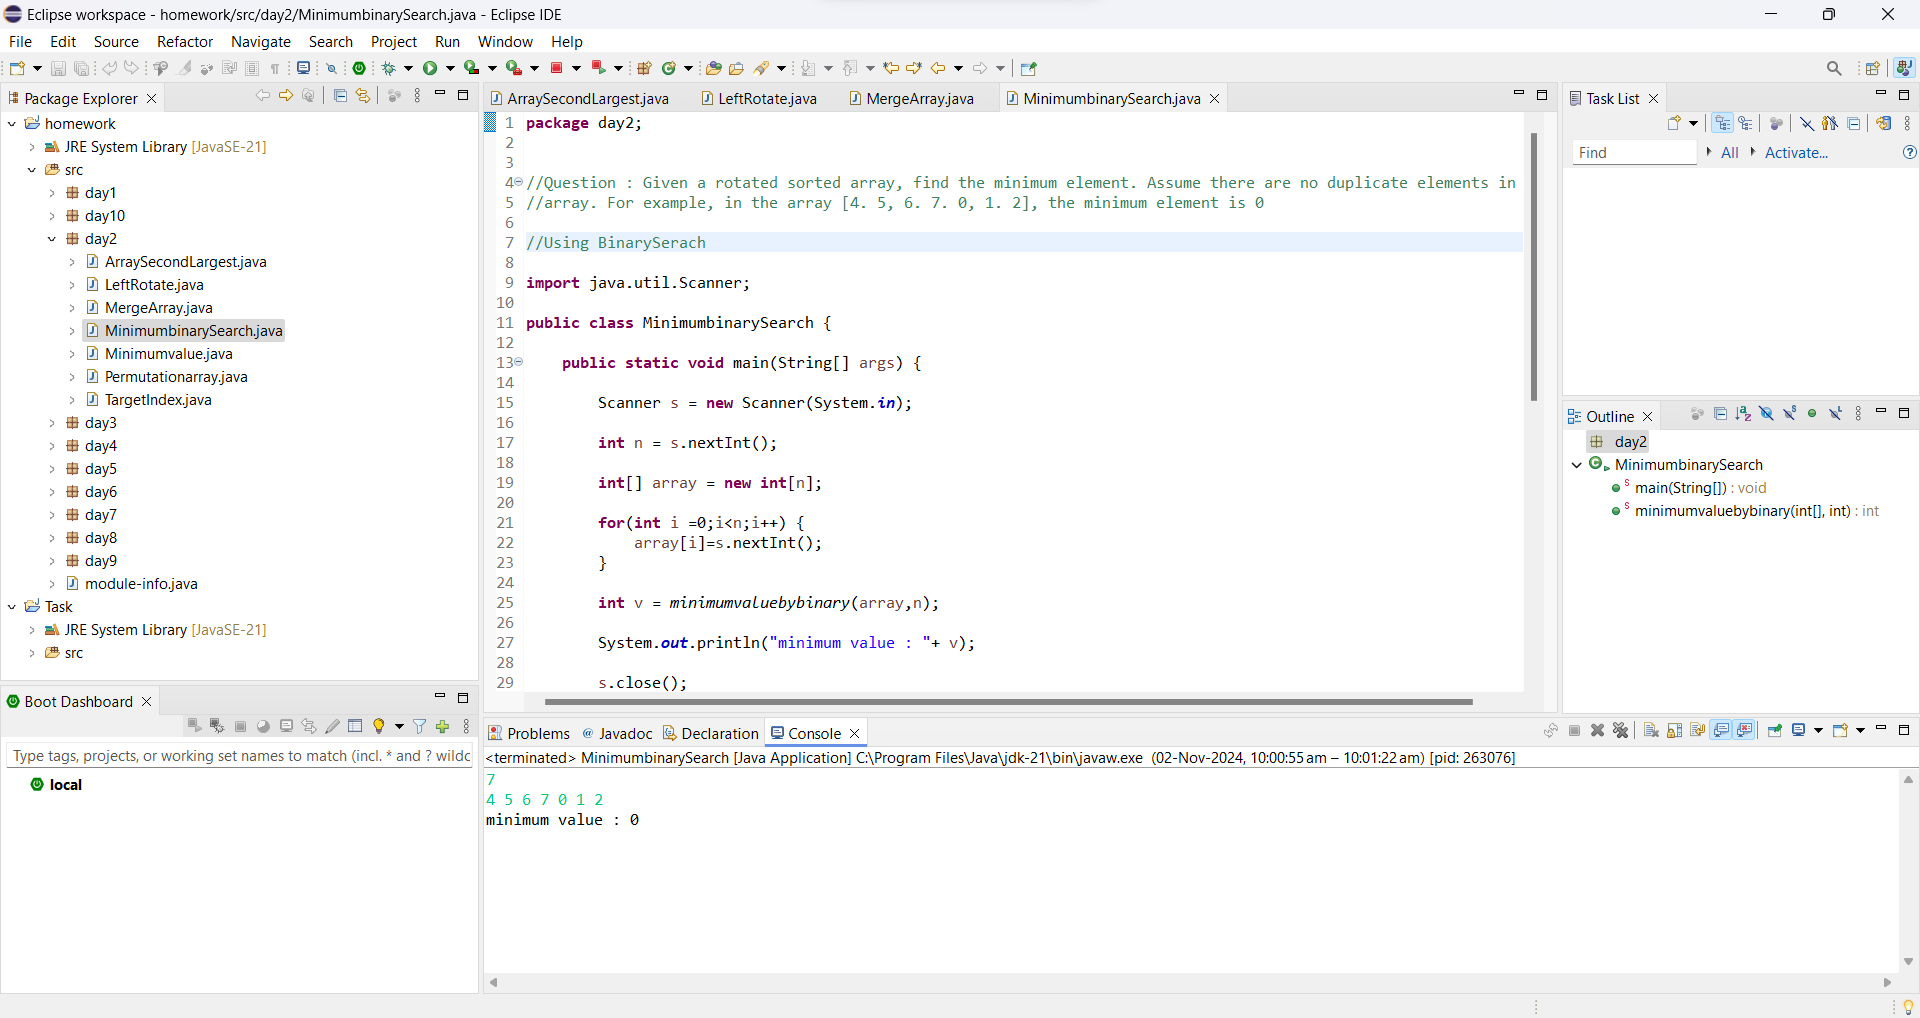 Eclipse workspace - homework/src/day2/MinimumbinarySearch.java - Eclipse IDE
File Edit Source Refactor Navigate Search Project Run Window Help
Package Explorer
homework
JRE System Library [JavaSE-21]
src
day1
day10
day2
ArraySecondLargest.java
LeftRotate.java
MergeArray.java
MinimumbinarySearch.java
Minimumvalue.java
Permutationarray.java
TargetIndex.java
day3
day4
day5
day6
day7
day8
day9
module-info.java
Task
JRE System Library [JavaSE-21]
src
Boot Dashboard
Type tags, projects, or working set names to match (incl. * and ? wildc
local
ArraySecondLargest.java LeftRotate.java MergeArray.java MinimumbinarySearch.java
1 package day2;
2
3
4 //Question : Given a rotated sorted array, find the minimum element. Assume there are no duplicate elements in
5 //array. For example, in the array [4. 5, 6. 7. 0, 1. 2], the minimum element is 0
6
7 //Using BinarySerach
8
9 import java.util.Scanner;
10
11 public class MinimumbinarySearch {
12
13 public static void main(String[] args) {
14
15 Scanner s = new Scanner(System.in);
16
17 int n = s.nextInt();
18
19 int[] array = new int[n];
20
21 for(int i =0;i<n;i++) {
22 array[i]=s.nextInt();
23 }
24
25 int v = minimumvaluebybinary(array,n);
26
27 System.out.println("minimum value : "+ v);
28
29 s.close();
Problems Javadoc Declaration Console
<terminated> MinimumbinarySearch [Java Application] C:\Program Files\Java\jdk-21\bin\javaw.exe (02-Nov-2024, 10:00:55 am – 10:01:22 am) [pid: 263076]
7
4 5 6 7 0 1 2
minimum value : 0
Task List
Find All Activate...
Outline
day2
MinimumbinarySearch
main(String[]) : void
minimumvaluebybinary(int[], int) : int